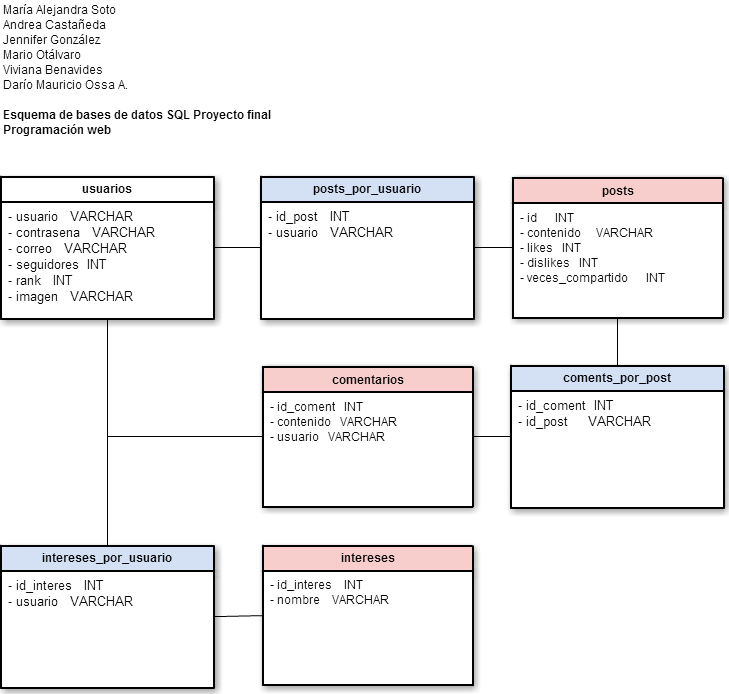 María Alejandra Soto
Andrea Castañeda
Jennifer González
Mario Otálvaro
Viviana Benavides
Darío Mauricio Ossa A.
Esquema de bases de datos SQL Proyecto final
Programación web
usuarios
- usuario VARCHAR
- contrasena VARCHAR
- correo VARCHAR
- seguidores INT
- rank INT
- imagen VARCHAR
posts_por_usuario
- id_post INT
- usuario VARCHAR
posts
- id INT
- contenido VARCHAR
- likes INT
- dislikes INT
- veces_compartido INT
comentarios
- id_coment INT
- contenido VARCHAR
- usuario VARCHAR
coments_por_post
- id_coment INT
- id_post VARCHAR
intereses_por_usuario
- id_interes INT
- usuario VARCHAR
intereses
- id_interes INT
- nombre VARCHAR